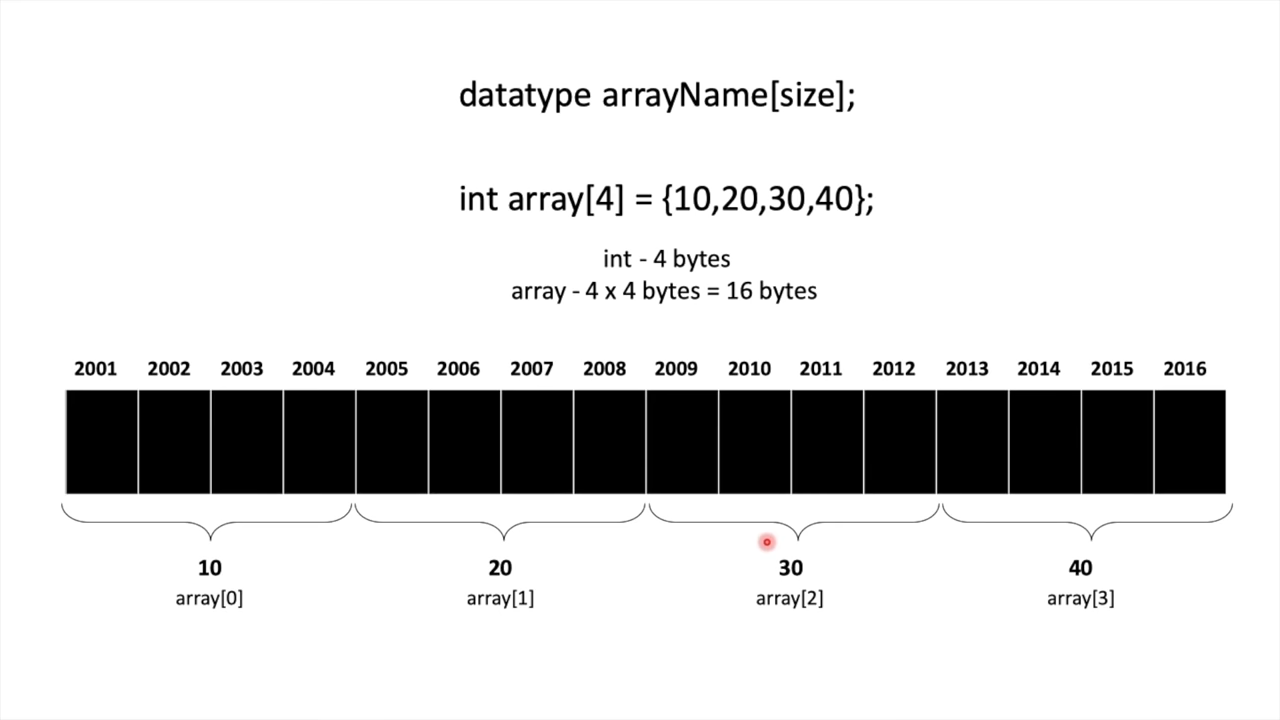 datatype arrayName[size];
int array[4] = {10,20,30,40};
int - 4 bytes
array - 4 x 4 bytes = 16 bytes
2001 2002 2003 2004 2005 2006 2007 2008 2009 2010 2011 2012 2013 2014 2015 2016
10 20 30 40
array[0] array[1] array[2] array[3]